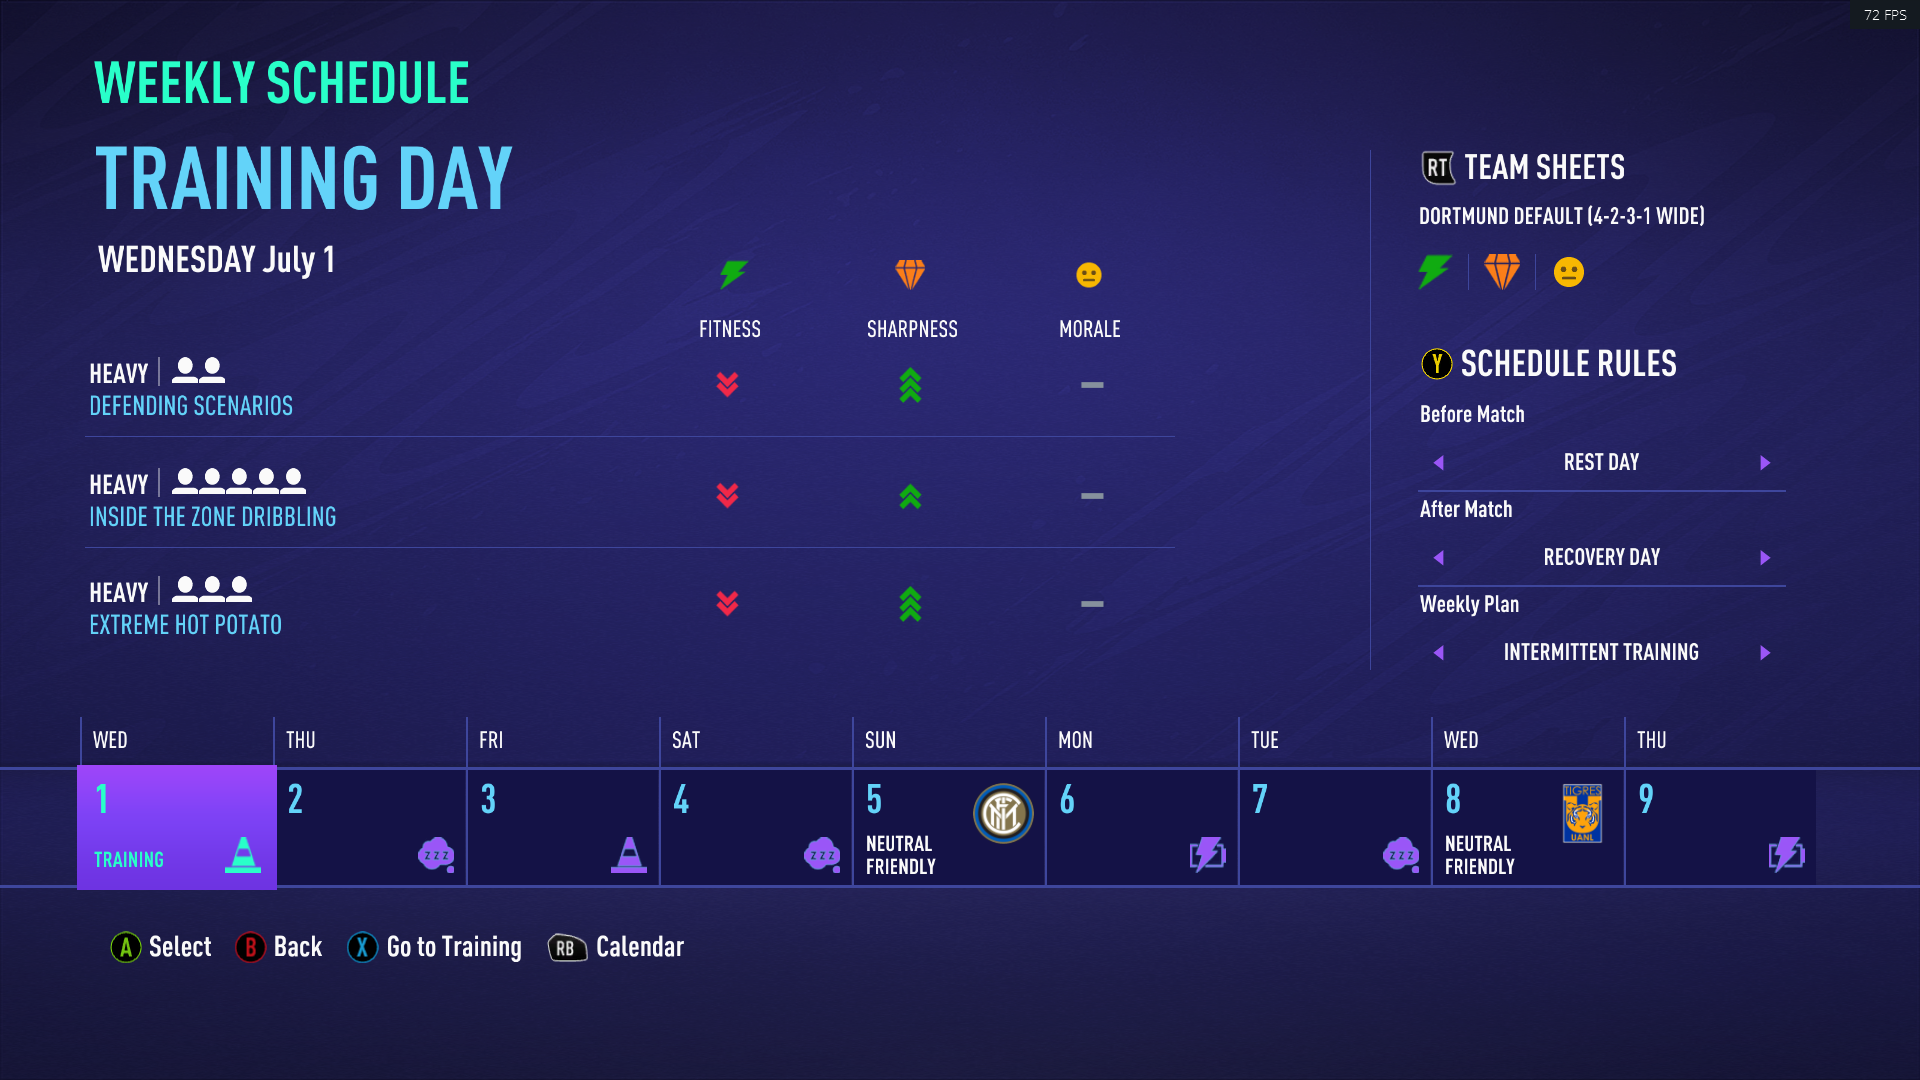 72 FPS
WEEKLY SCHEDULE
TRAINING DAY
WEDNESDAY July 1
FITNESS SHARPNESS MORALE
HEAVY
DEFENDING SCENARIOS
HEAVY
INSIDE THE ZONE DRIBBLING
HEAVY
EXTREME HOT POTATO
RT TEAM SHEETS
DORTMUND DEFAULT (4-2-3-1 WIDE)
Y SCHEDULE RULES
Before Match
REST DAY
After Match
RECOVERY DAY
Weekly Plan
INTERMITTENT TRAINING
WED THU FRI SAT SUN MON TUE WED THU
1 2 3 4 5 6 7 8 9
TRAINING
Z Z Z
Z Z Z
NEUTRAL
FRIENDLY
Z Z Z
NEUTRAL
FRIENDLY
TIGRES
UANL
A Select B Back X Go to Training RB Calendar